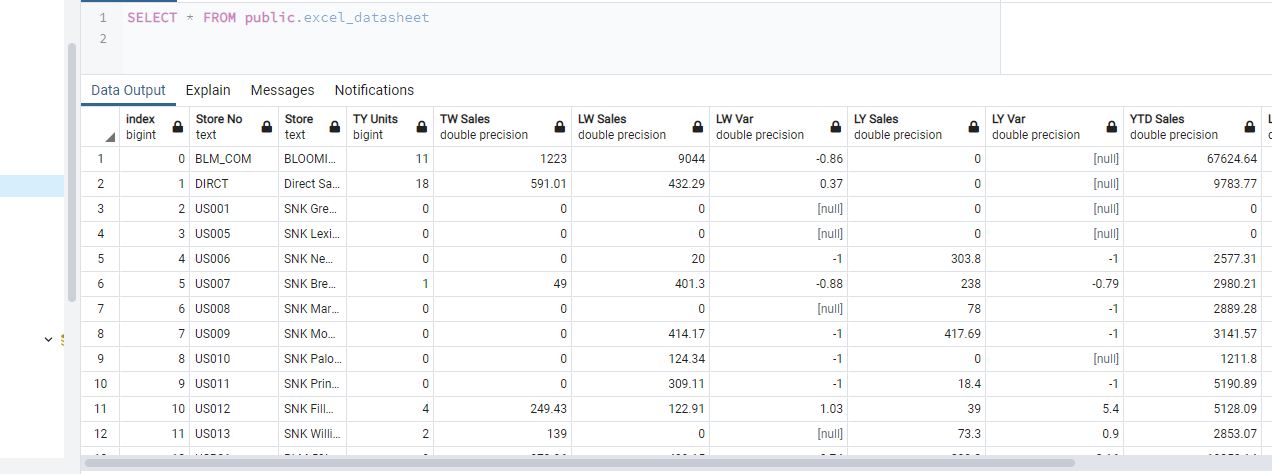 1 SELECT * FROM public.excel_datasheet
2
Data Output Explain Messages Notifications
index Store No Store TY Units TW Sales LW Sales LW Var LY Sales LY Var YTD Sales
bigint text text bigint double precision double precision double precision double precision double precision double precision
1 0 BLM_COM BLOOMI... 11 1223 9044 -0.86 0 [null] 67624.64
2 1 DIRCT Direct Sa... 18 591.01 432.29 0.37 0 [null] 9783.77
3 2 US001 SNK Gre... 0 0 0 [null] 0 [null] 0
4 3 US005 SNK Lexi... 0 0 0 [null] 0 [null] 0
5 4 US006 SNK Ne... 0 0 20 -1 303.8 -1 2577.31
6 5 US007 SNK Bre... 1 49 401.3 -0.88 238 -0.79 2980.21
7 6 US008 SNK Mar... 0 0 0 [null] 78 -1 2889.28
8 7 US009 SNK Mo... 0 0 414.17 -1 417.69 -1 3141.57
9 8 US010 SNK Palo... 0 0 124.34 -1 0 [null] 1211.8
10 9 US011 SNK Prin... 0 0 309.11 -1 18.4 -1 5190.89
11 10 US012 SNK Fill... 4 249.43 122.91 1.03 39 5.4 5128.09
12 11 US013 SNK Willi... 2 139 0 [null] 73.3 0.9 2853.07